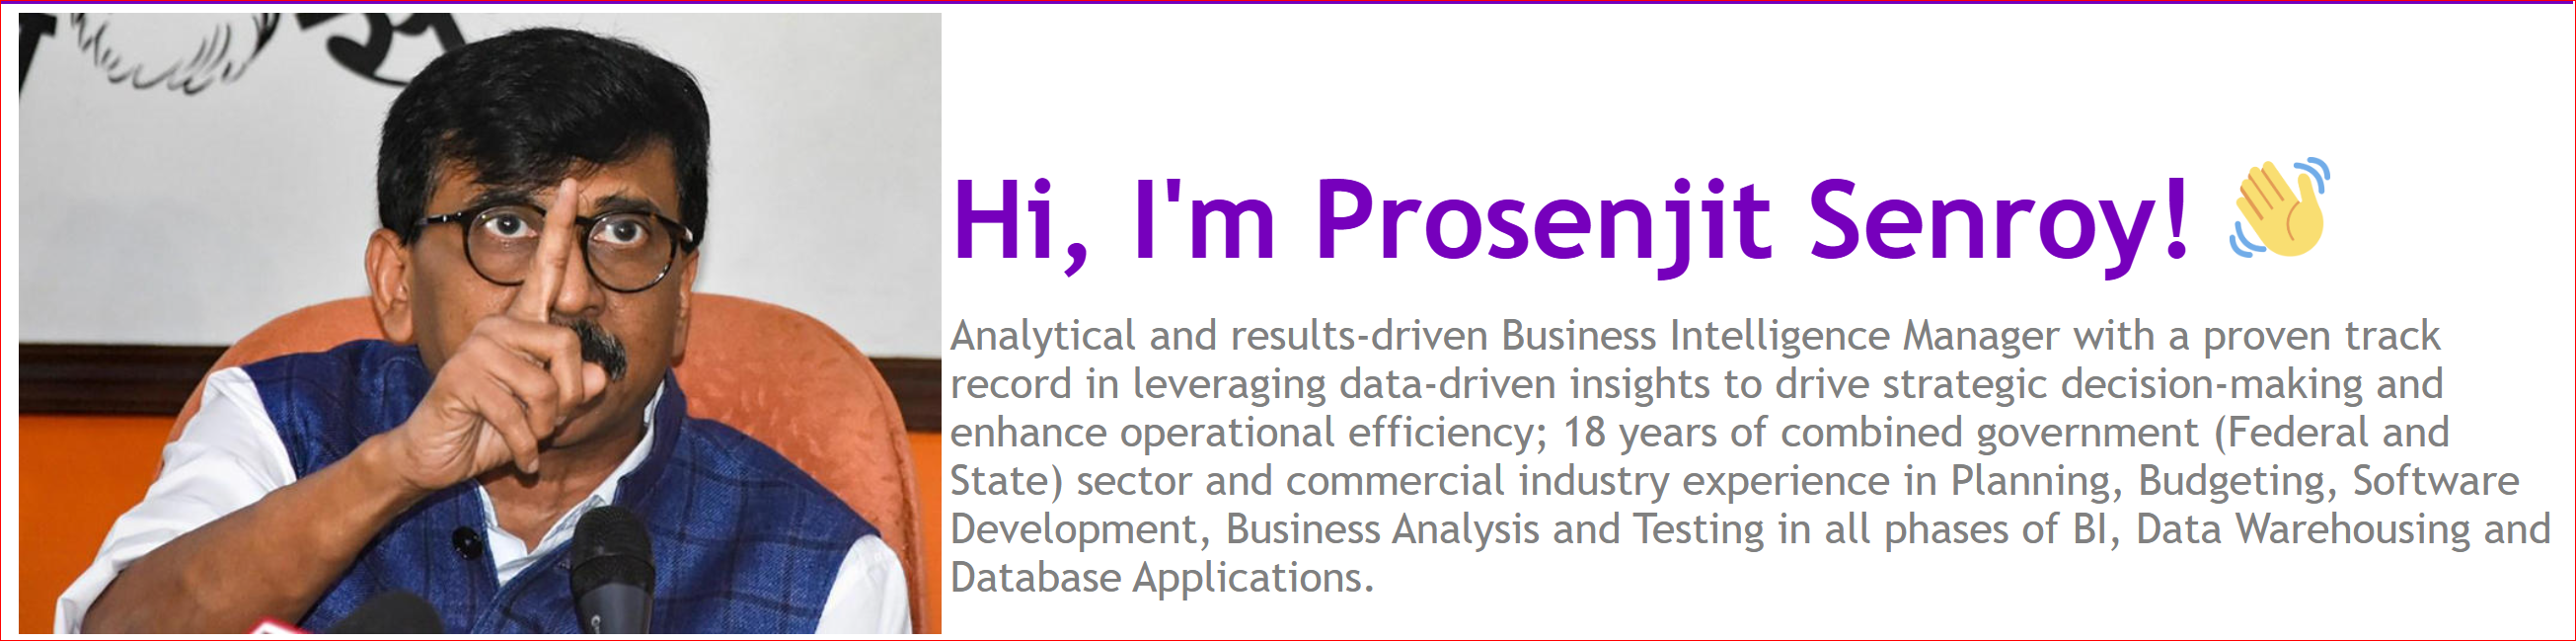 Hi, I'm Prosenjit Senroy! 👋
Analytical and results-driven Business Intelligence Manager with a proven track
record in leveraging data-driven insights to drive strategic decision-making and
enhance operational efficiency; 18 years of combined government (Federal and
State) sector and commercial industry experience in Planning, Budgeting, Software
Development, Business Analysis and Testing in all phases of BI, Data Warehousing and
Database Applications.